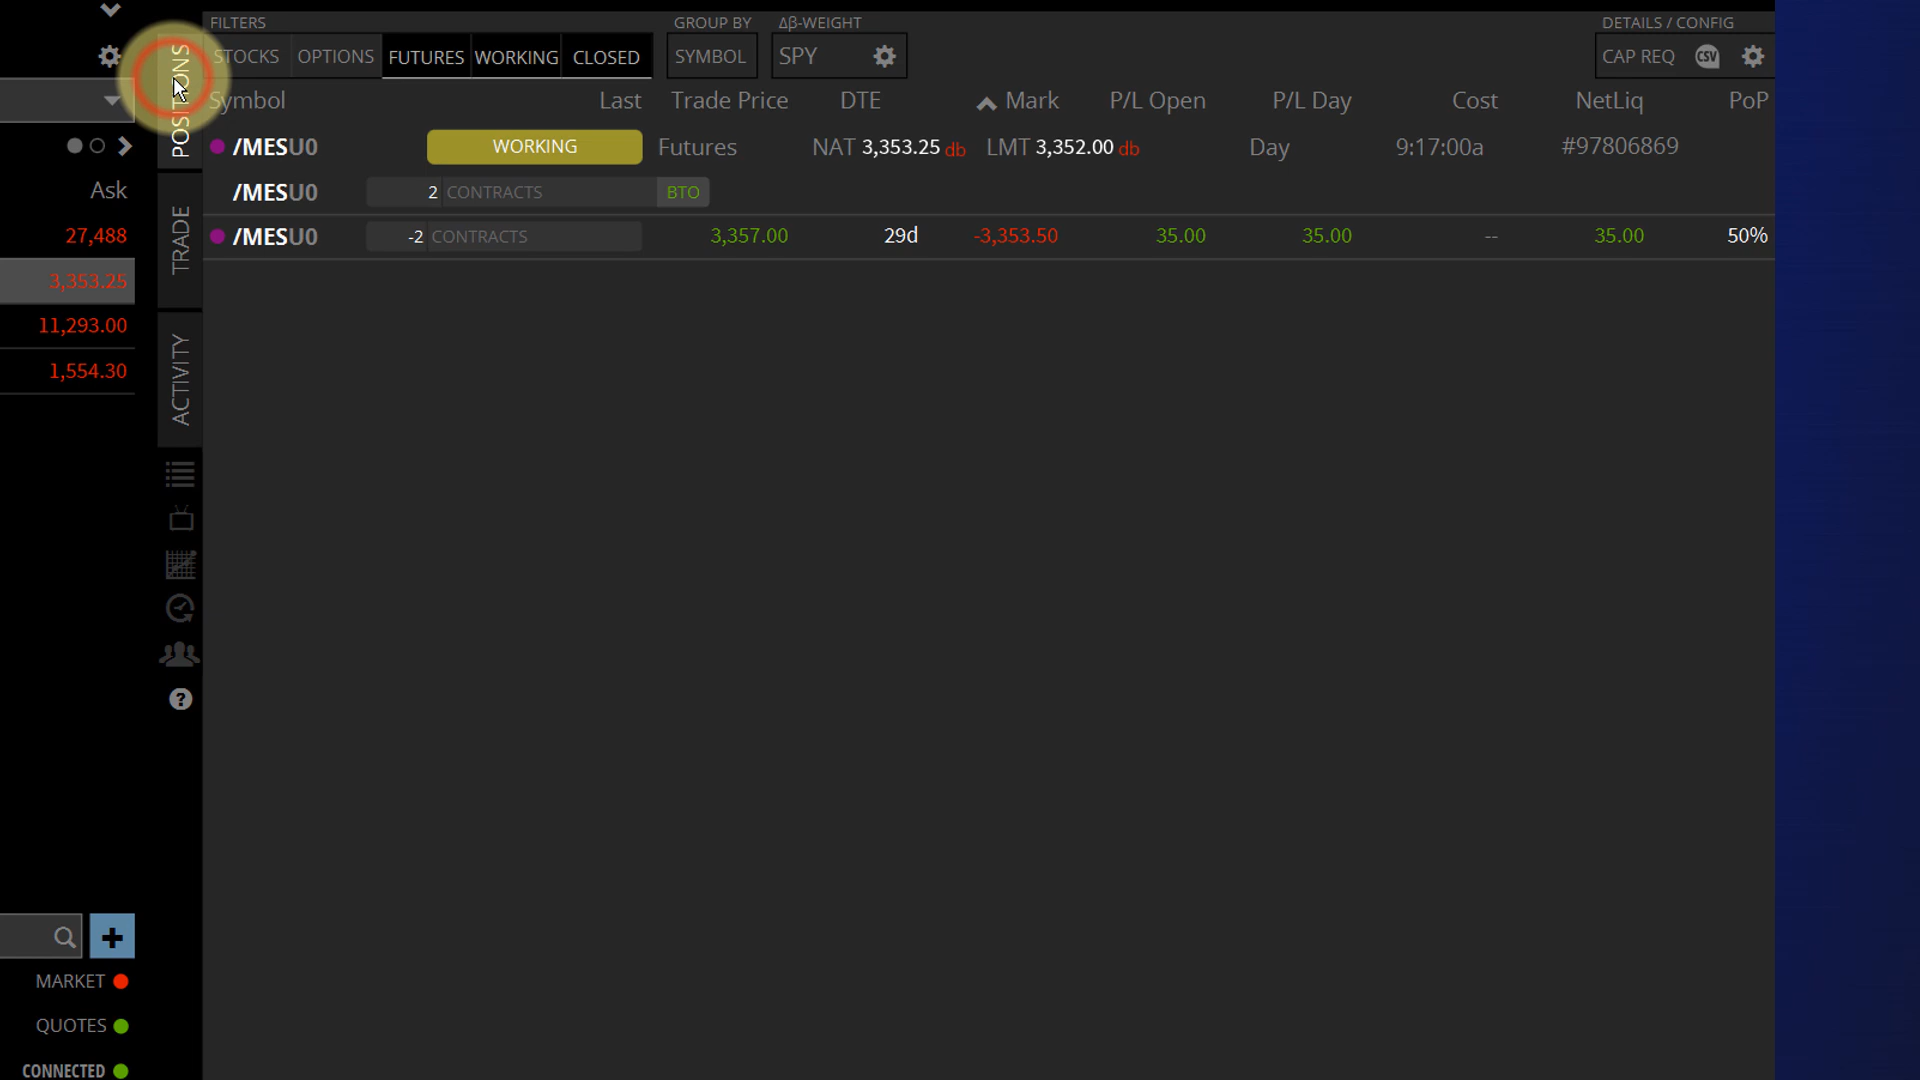 FILTERS GROUP BY Δβ-WEIGHT DETAILS / CONFIG
STOCKS OPTIONS FUTURES WORKING CLOSED SYMBOL SPY CAP REQ CSV
Symbol Last Trade Price DTE Mark P/L Open P/L Day Cost NetLiq PoP
/MESU0 WORKING Futures NAT 3,353.25 db LMT 3,352.00 db Day 9:17:00a #97806869
/MESU0 2 CONTRACTS BTO
/MESU0 -2 CONTRACTS 3,357.00 29d -3,353.50 35.00 35.00 -- 35.00 50%
POSITIONS
TRADE
ACTIVITY
?
Ask
27,488
3,353.25
11,293.00
1,554.30
MARKET
QUOTES
CONNECTED